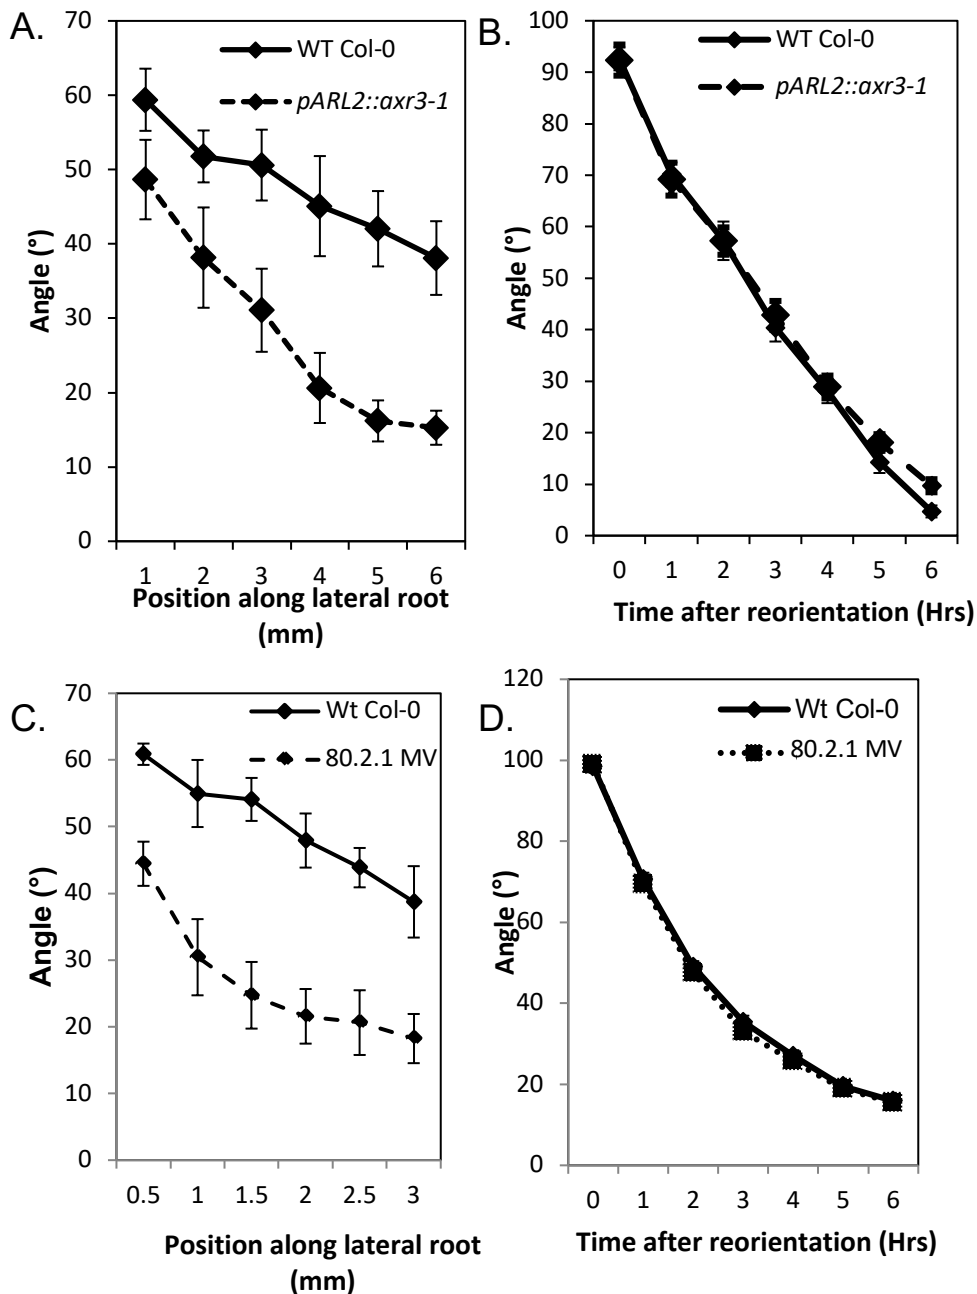 A.
70
60
50
40
30
20
10
0
Angle (°)
WT Col-0
pARL2::axr3-1
1 2 3 4 5 6
Position along lateral root
(mm)
B.
100
90
80
70
60
50
40
30
20
10
0
Angle (°)
WT Col-0
pARL2::axr3-1
0 1 2 3 4 5 6
Time after reorientation (Hrs)
C.
70
60
50
40
30
20
10
0
Angle (°)
Wt Col-0
80.2.1 MV
0.5 1 1.5 2 2.5 3
Position along lateral root
(mm)
D.
120
100
80
60
40
20
0
Angle (°)
Wt Col-0
80.2.1 MV
0 1 2 3 4 5 6
Time after reorientation (Hrs)